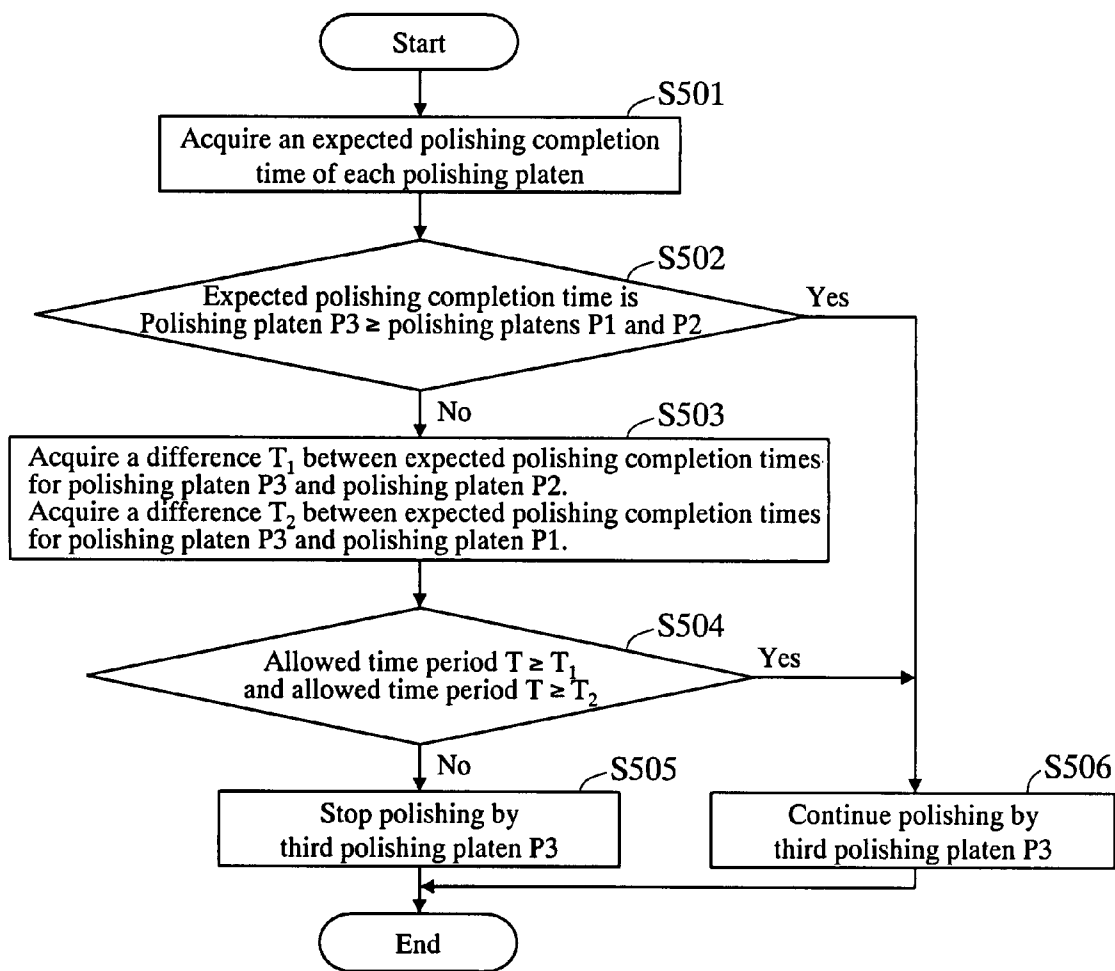 Start
S501
Acquire an expected polishing completion
time of each polishing platen
S502
Expected polishing completion time is
Polishing platen P3 ≥ polishing platens P1 and P2
Yes
No
S503
Acquire a difference T₁ between expected polishing completion times
for polishing platen P3 and polishing platen P2.
Acquire a difference T₂ between expected polishing completion times
for polishing platen P3 and polishing platen P1.
S504
Allowed time period T ≥ T₁
and allowed time period T ≥ T₂
Yes
No
S505
Stop polishing by
third polishing platen P3
S506
Continue polishing by
third polishing platen P3
End